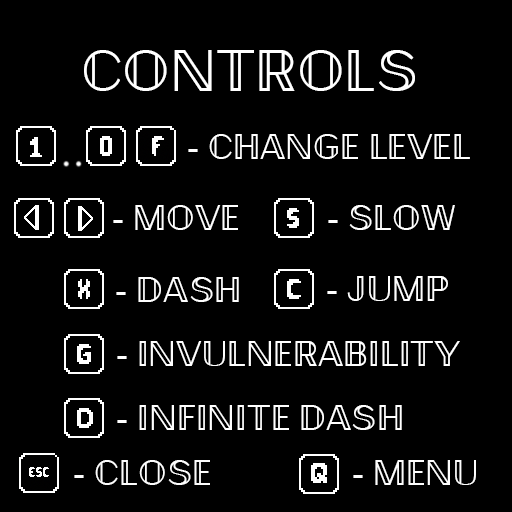 CONTROLS
1..0 F - CHANGE LEVEL
- MOVE S - SLOW
X - DASH C - JUMP
G - INVULNERABILITY
D - INFINITE DASH
ESC - CLOSE Q - MENU